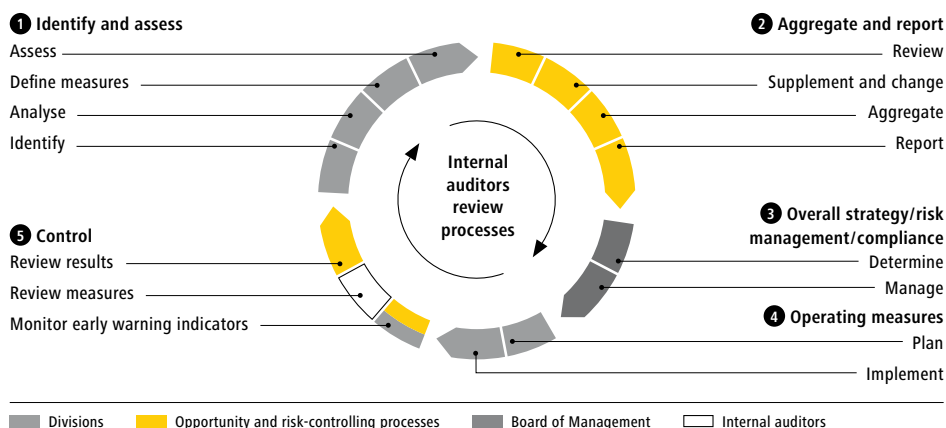 1 Identify and assess
Assess
Define measures
Analyse
Identify
2 Aggregate and report
Review
Supplement and change
Aggregate
Report
Internal
auditors
review
processes
3 Overall strategy/risk
management/compliance
Determine
Manage
4 Operating measures
Plan
Implement
5 Control
Review results
Review measures
Monitor early warning indicators
Divisions
Opportunity and risk-controlling processes
Board of Management
Internal auditors